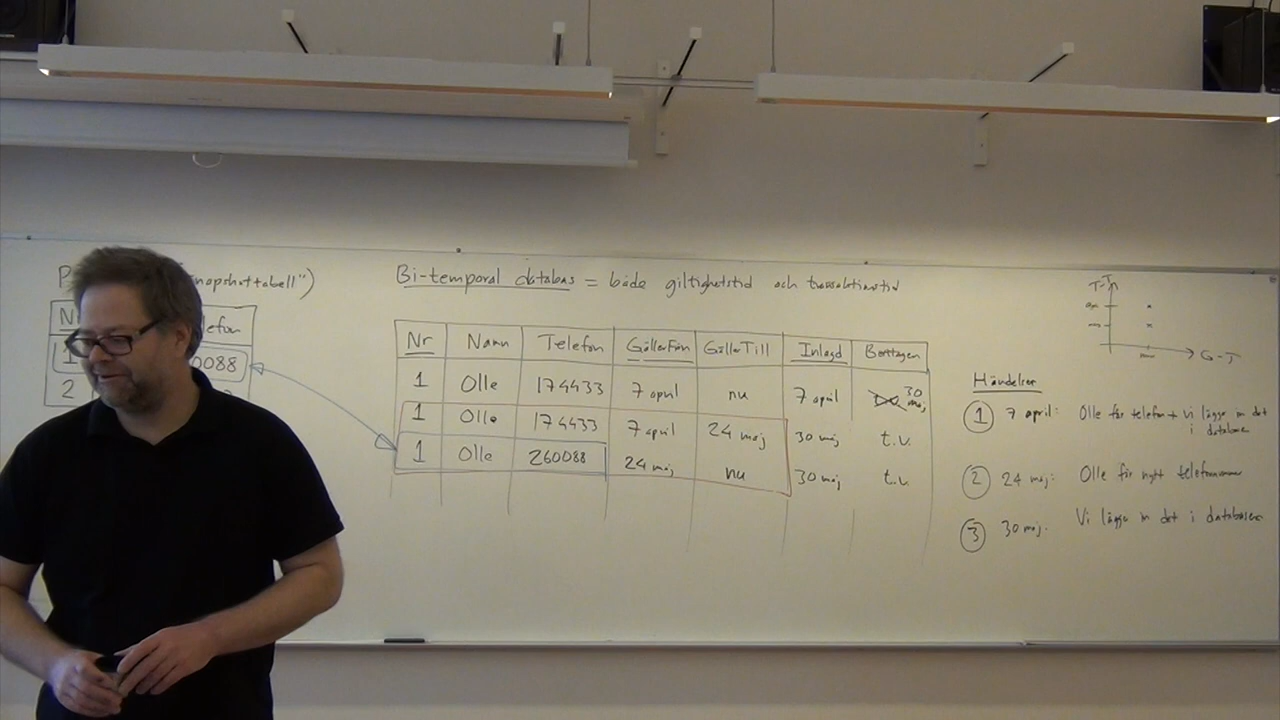 P napshottabell")
N lefon
1 0088
2
Bi-temporal databas = både giltighetstid och transaktionstid
Nr Namn Telefon GällerFrån GällerTill Inlagd Borttagen
1 Olle 174433 7 april nu 7 april 30 maj
1 Olle 174433 7 april 24 maj 30 maj t.v.
1 Olle 260088 24 maj nu 30 maj t.v.
T-T
G-T
Händelser
1 7 april: Olle får telefon + vi lägger in det
i databasen
2 24 maj: Olle får nytt telefonnummer
3 30 maj. Vi lägger in det i databasen